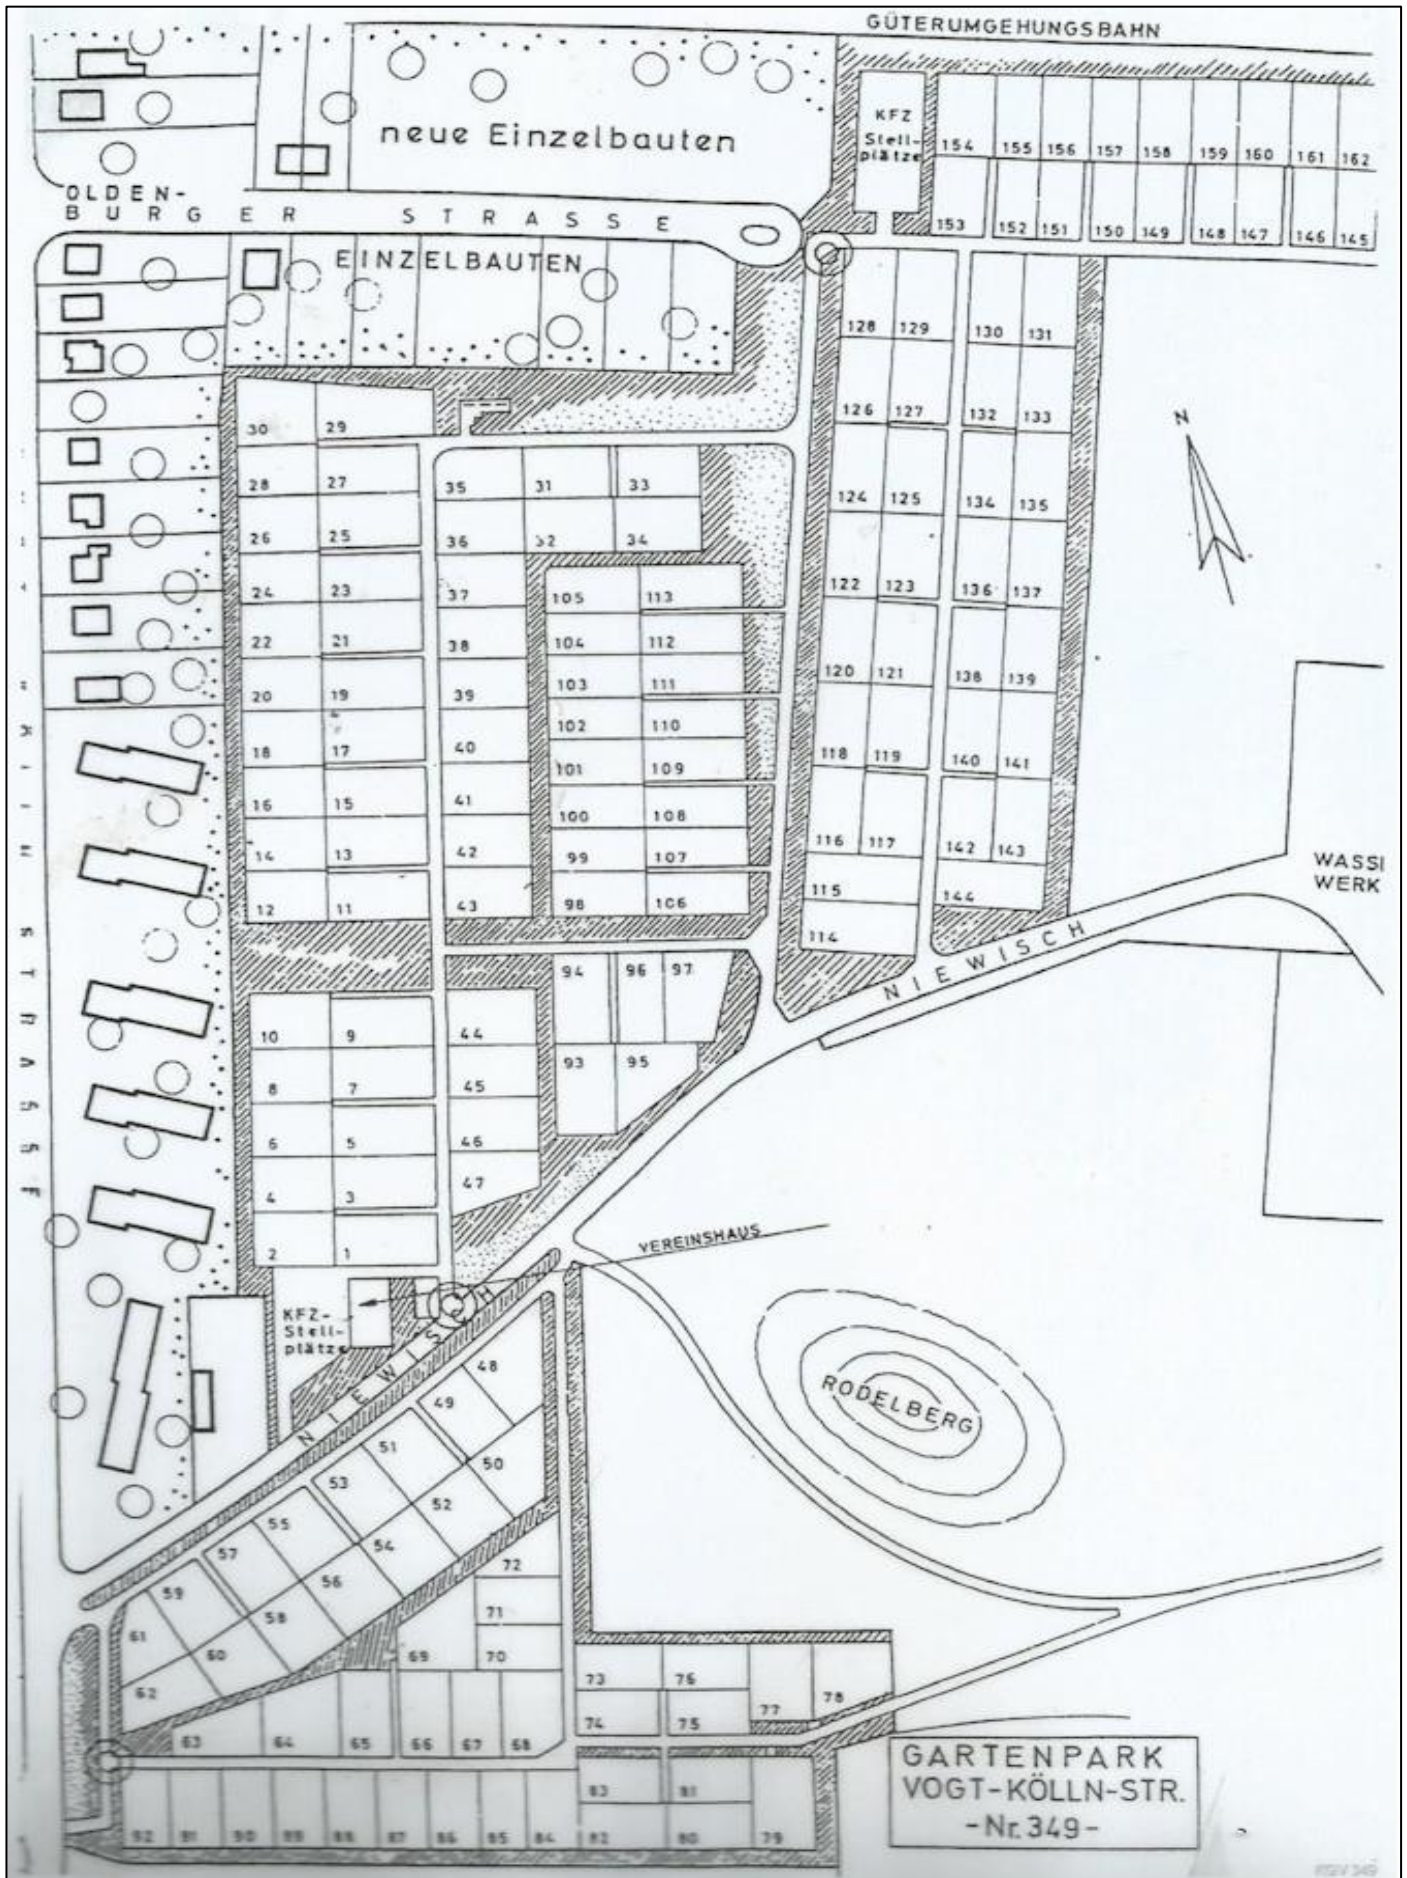 GÜTERUMGEHUNGSBAHN
neue Einzelbauten
KFZ
Stell-
plätze
154 155 156 157 158 159 160 161 162
OLDEN-
BURGER STRASSE
153 152 151 150 149 148 147 146 145
EINZELBAUTEN
128 129 130 131
N
126 127 132 133
30 29
28 27 35 31 33
124 125 134 135
26 25 36 32 34
24 23 37 105 113
122 123 136 137
22 21 38 104 112
120 121 138 139
20 19 39 103 111
102 110
18 17 40 101 109
118 119 140 141
16 15 41 100 108
116 117 142 143
14 13 42 99 107
WERK
115 144
12 11 43 98 106
114
NIEWISCH
94 96 97
10 9 44
93 95
8 7 45
6 5 46
4 3 47
2 1
VEREINSHAUS
KFZ-
Stell-
plätze
NIEWISCH
RODELBERG
48
49
51 50
53 52
55 54
57 56
59 58
61 60
62
72
71
69 70
73 76
74 75 77 78
63 64 65 66 67 68
GARTENPARK
VOGT-KÖLLN-STR.
-Nr. 349-
83 81
92 91 90 89 88 87 86 85 84 82 80 79